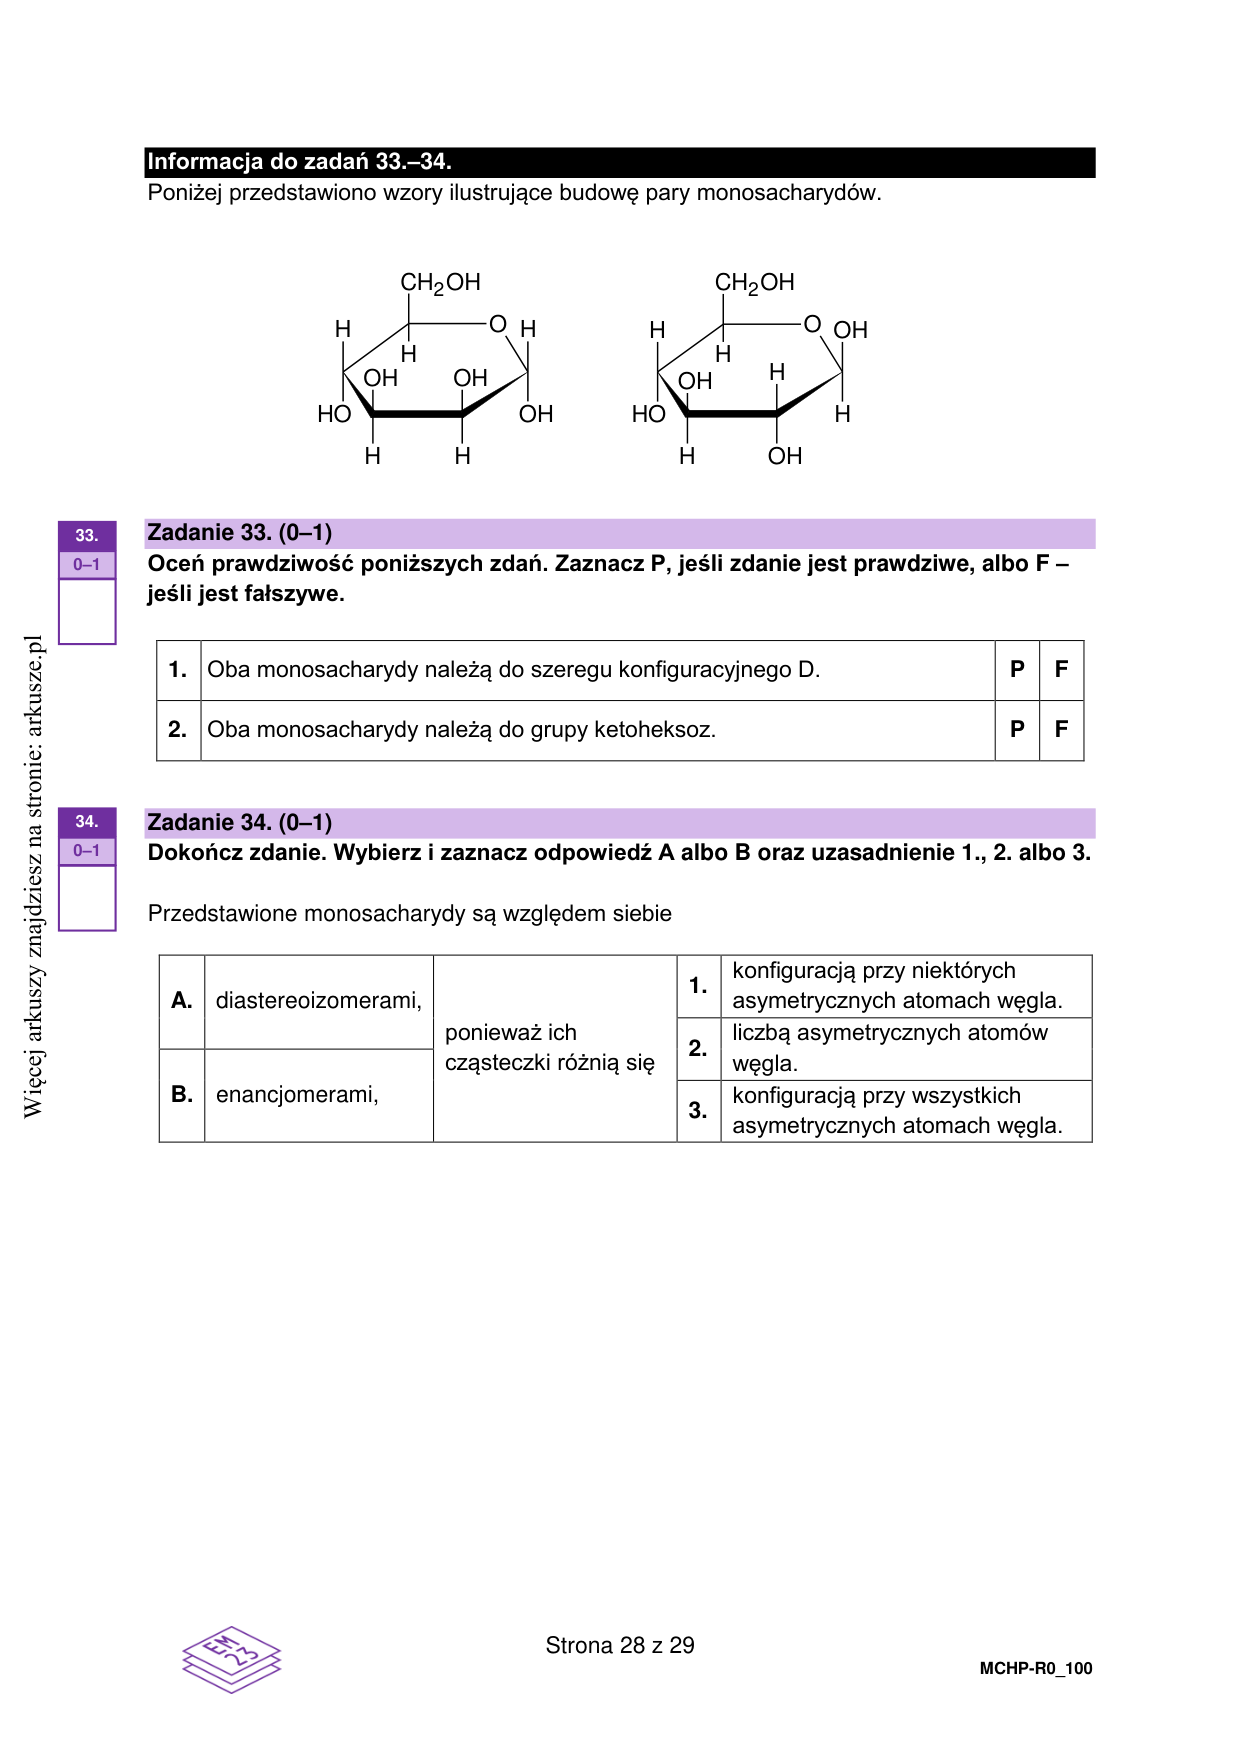 Informacja do zadań 33.–34.
Poniżej przedstawiono wzory ilustrujące budowę pary monosacharydów.
CH2OH CH2OH
H O H H O OH
H H
OH OH OH H
HO OH HO H
H H H OH
33.
0–1
Zadanie 33. (0–1)
Oceń prawdziwość poniższych zdań. Zaznacz P, jeśli zdanie jest prawdziwe, albo F –
jeśli jest fałszywe.
1. Oba monosacharydy należą do szeregu konfiguracyjnego D. P F
2. Oba monosacharydy należą do grupy ketoheksoz. P F
34.
0–1
Zadanie 34. (0–1)
Dokończ zdanie. Wybierz i zaznacz odpowiedź A albo B oraz uzasadnienie 1., 2. albo 3.
Przedstawione monosacharydy są względem siebie
A. diastereoizomerami,
B. enancjomerami,
ponieważ ich
cząsteczki różnią się
1. konfiguracją przy niektórych
asymetrycznych atomach węgla.
2. liczbą asymetrycznych atomów
węgla.
3. konfiguracją przy wszystkich
asymetrycznych atomach węgla.
Więcej arkuszy znajdziesz na stronie: arkusze.pl
EM
23
Strona 28 z 29
MCHP-R0_100